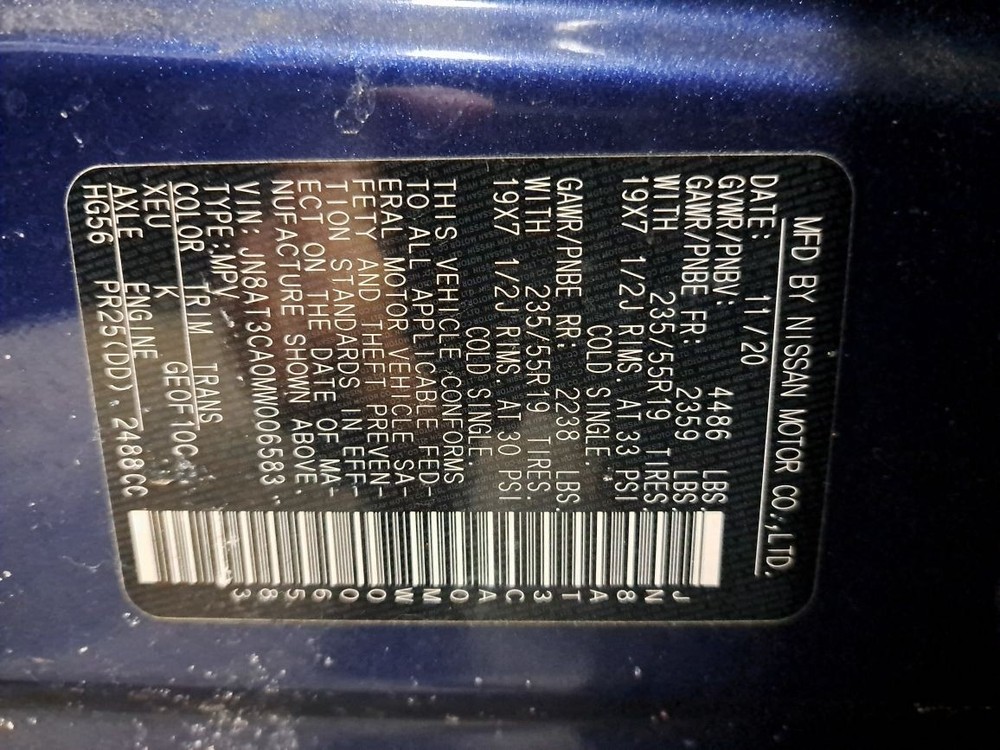 MFD BY NISSAN MOTOR CO.,LTD.
DATE: 11/20
GVWR/PNBV: 4486 LBS
GAWR/PNBE FR: 2359 LBS
WITH 235/55R19 TIRES.
19X7 1/2J RIMS. AT 33 PSI
COLD SINGLE.
GAWR/PNBE RR: 2238 LBS
WITH 235/55R19 TIRES.
19X7 1/2J RIMS. AT 30 PSI
COLD SINGLE.
THIS VEHICLE CONFORMS
TO ALL APPLICABLE FED-
ERAL MOTOR VEHICLE SA-
FETY AND THEFT PREVEN-
TION STANDARDS IN EFF-
ECT ON THE DATE OF MA-
NUFACTURE SHOWN ABOVE.
VIN: JN8AT3CA0MW006583
TYPE:MPV
COLOR TRIM TRANS
XEU K GE0F10C
AXLE ENGINE
HG56 PR25(DD) 2488CC
JN8AT3CA0MW006583